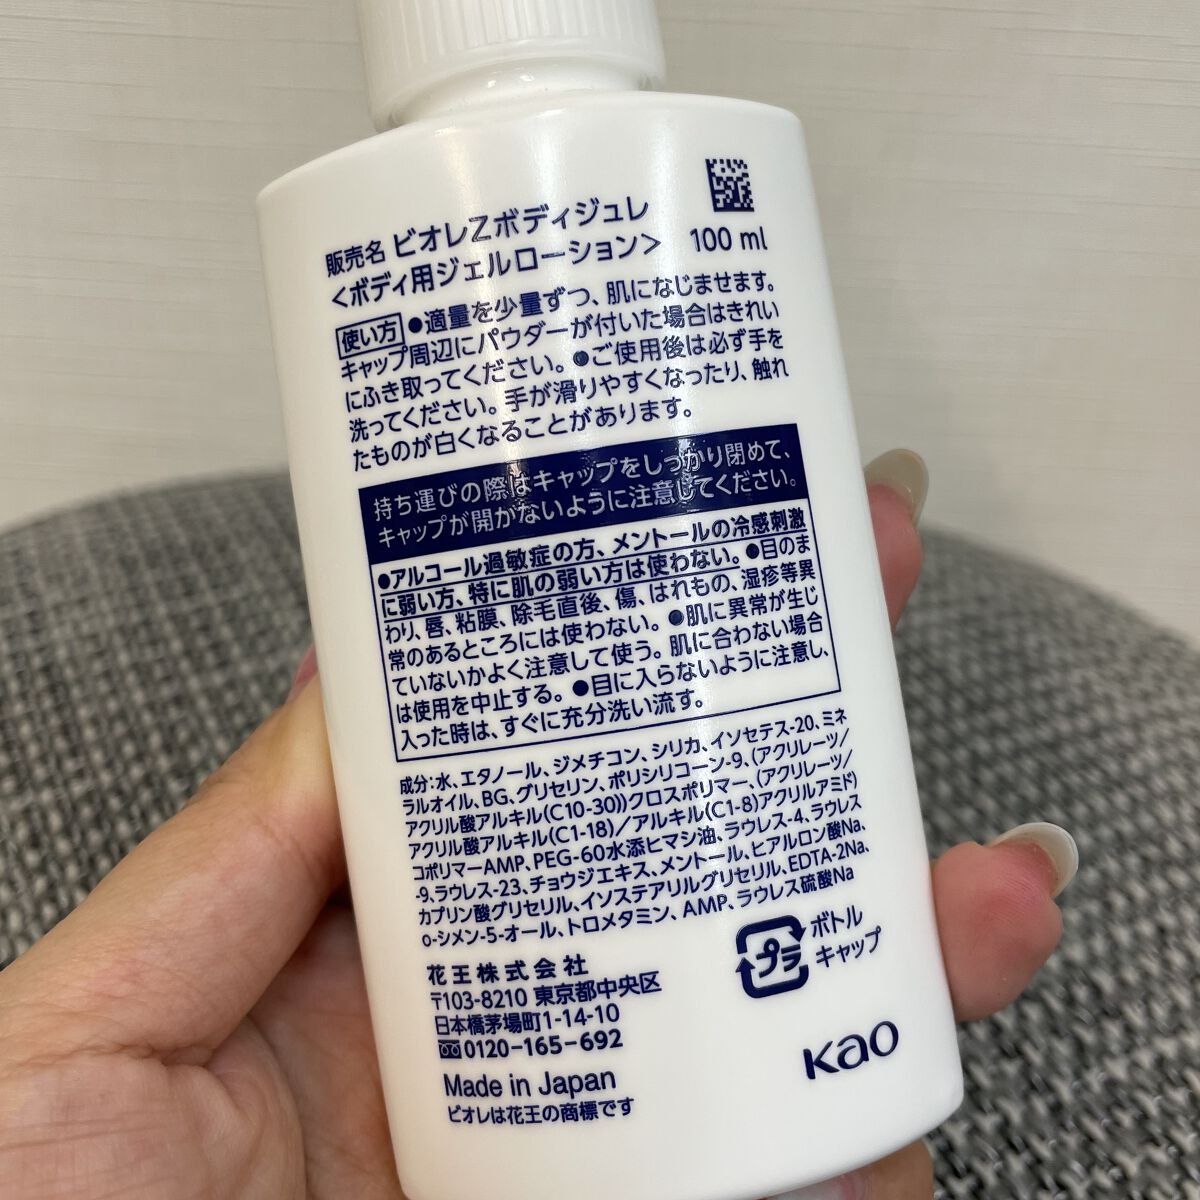 販売名 ビオレZボディジュレ
<ボディ用ジェルローション> 100 ml
使い方 ●適量を少量ずつ、肌になじませます。
キャップ周辺にパウダーが付いた場合はきれい
にふき取ってください。●ご使用後は必ず手を
洗ってください。手が滑りやすくなったり、触れ
たものが白くなることがあります。
持ち運びの際はキャップをしっかり閉めて、
キャップが開かないように注意してください。
●アルコール過敏症の方、メントールの冷感刺激
に弱い方、特に肌の弱い方は使わない。●目のま
わり、唇、粘膜、除毛直後、傷、はれもの、湿疹等異
常のあるところには使わない。●肌に異常が生じ
ていないかよく注意して使う。肌に合わない場合
は使用を中止する。●目に入らないように注意し、
入った時は、すぐに充分洗い流す。
成分:水、エタノール、ジメチコン、シリカ、イソセテス-20、ミネ
ラルオイル、BG、グリセリン、ポリシリコーン-9、(アクリレーツ/
アクリル酸アルキル(C10-30))クロスポリマー、(アクリレーツ/
アクリル酸アルキル(C1-18)/アルキル(C1-8)アクリルアミド)
コポリマーAMP、PEG-60水添ヒマシ油、ラウレス-4、ラウレス
-9、ラウレス-23、チョウジエキス、メントール、ヒアルロン酸Na、
カプリン酸グリセリル、イソステアリルグリセリル、EDTA-2Na、
o-シメン-5-オール、トロメタミン、AMP、ラウレス硫酸Na
プラ ボトル
キャップ
花王株式会社
〒103-8210 東京都中央区
日本橋茅場町1-14-10
0120-165-692
Made in Japan
ビオレは花王の商標です
Kao